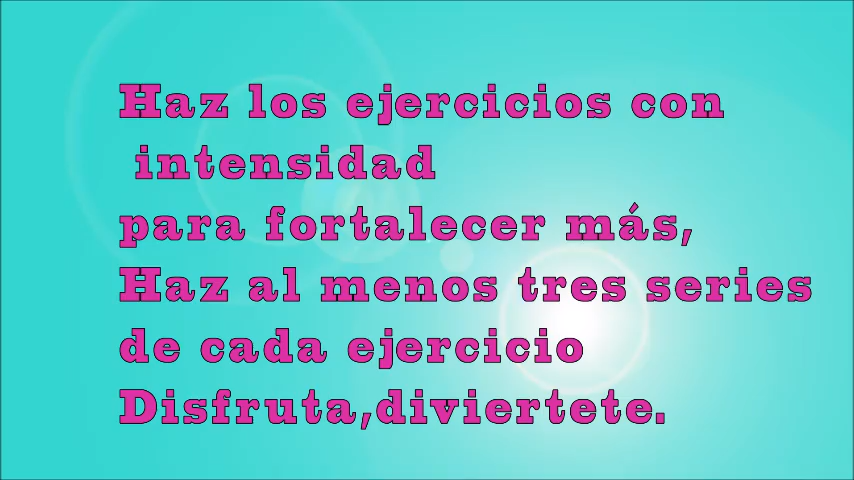 Haz los ejercicios con
intensidad
para fortalecer más,
Haz al menos tres series
de cada ejercicio
Disfruta,diviertete.